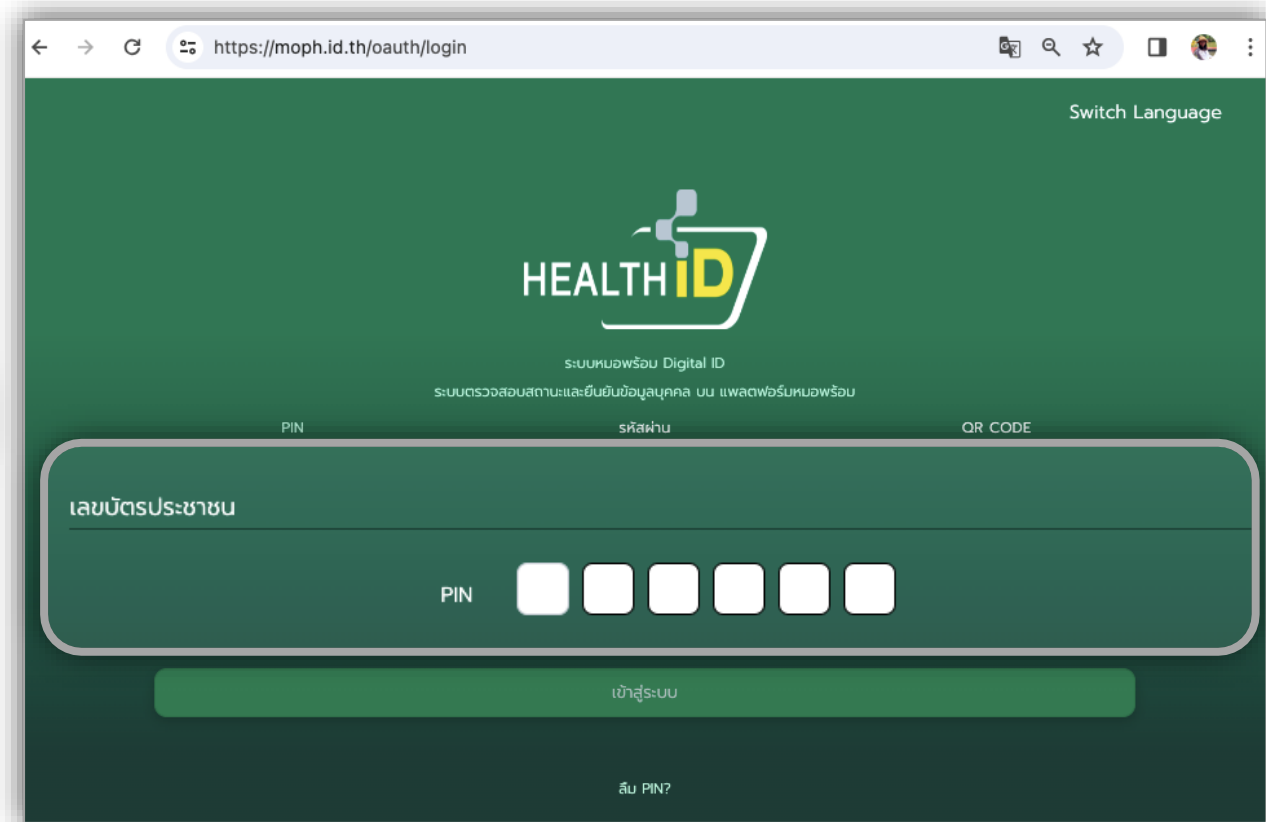 https://moph.id.th/oauth/login
Switch Language
HEALTH iD
ระบบหมอพร้อม Digital ID
ระบบตรวจสอบสถานะและยืนยันข้อมูลบุคคล บน แพลตฟอร์มหมอพร้อม
PIN รหัสผ่าน QR CODE
เลขบัตรประชาชน
PIN
เข้าสู่ระบบ
ลืม PIN?